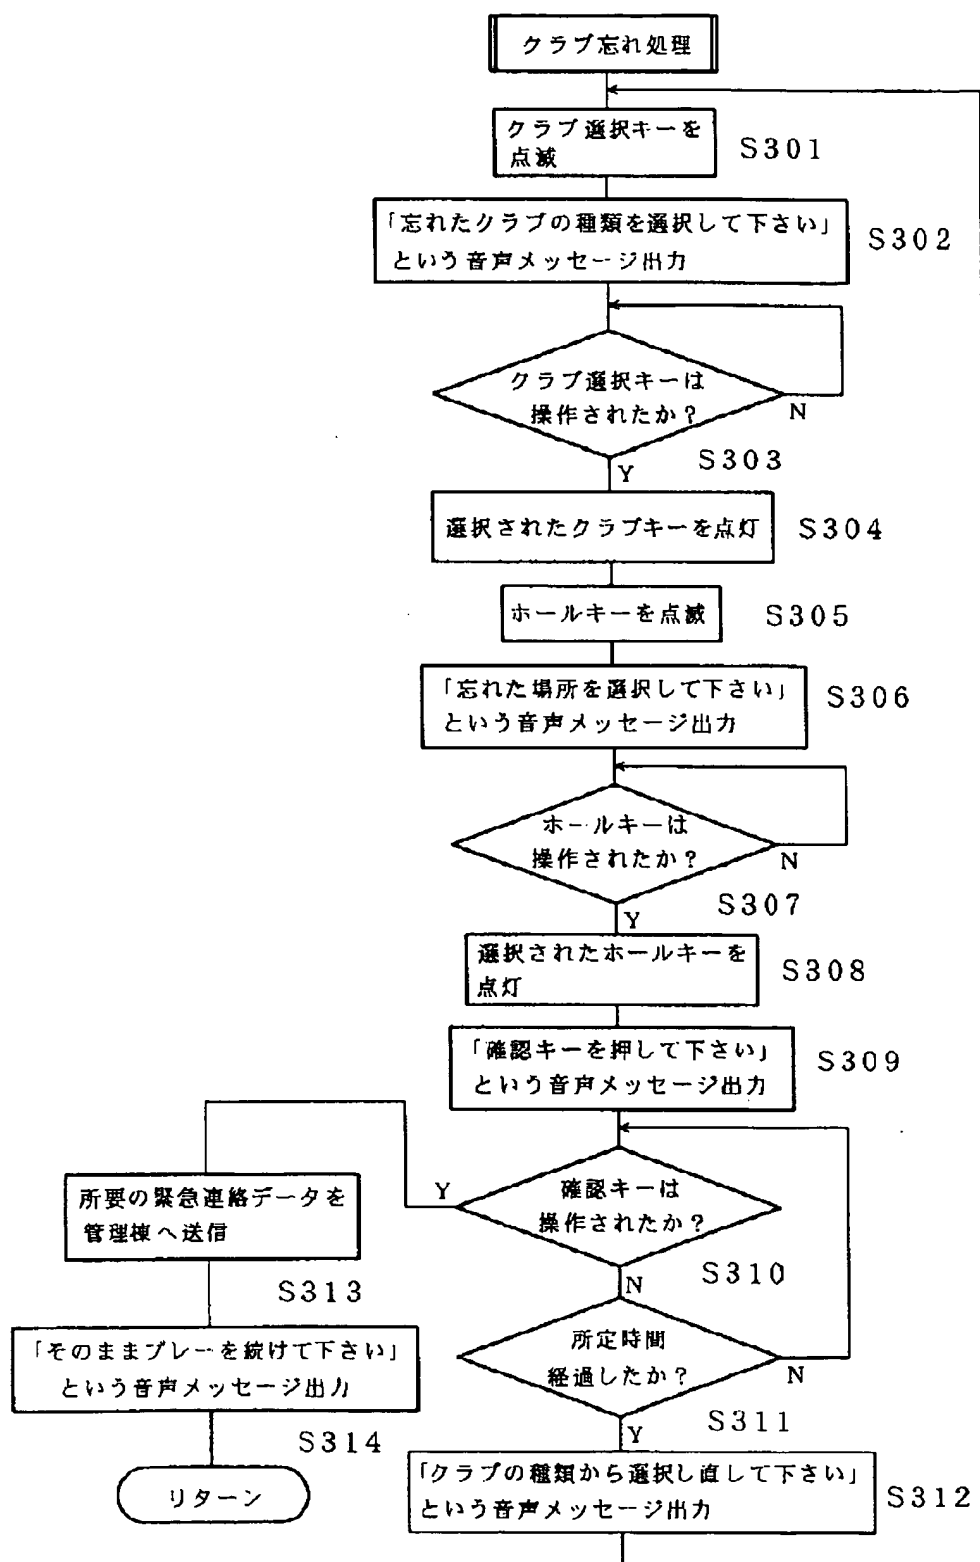 クラブ忘れ処理
クラブ選択キーを
点滅
S301
「忘れたクラブの種類を選択して下さい」
という音声メッセージ出力
S302
クラブ選択キーは
操作されたか？
N
S303
Y
選択されたクラブキーを点灯
S304
ホールキーを点滅
S305
「忘れた場所を選択して下さい」
という音声メッセージ出力
S306
ホールキーは
操作されたか？
N
S307
Y
選択されたホールキーを
点灯
S308
「確認キーを押して下さい」
という音声メッセージ出力
S309
確認キーは
操作されたか？
Y
S310
N
所要の緊急連絡データを
管理棟へ送信
S313
所定時間
経過したか？
N
S311
Y
「そのままプレーを続けて下さい」
という音声メッセージ出力
S314
リターン
「クラブの種類から選択し直して下さい」
という音声メッセージ出力
S312